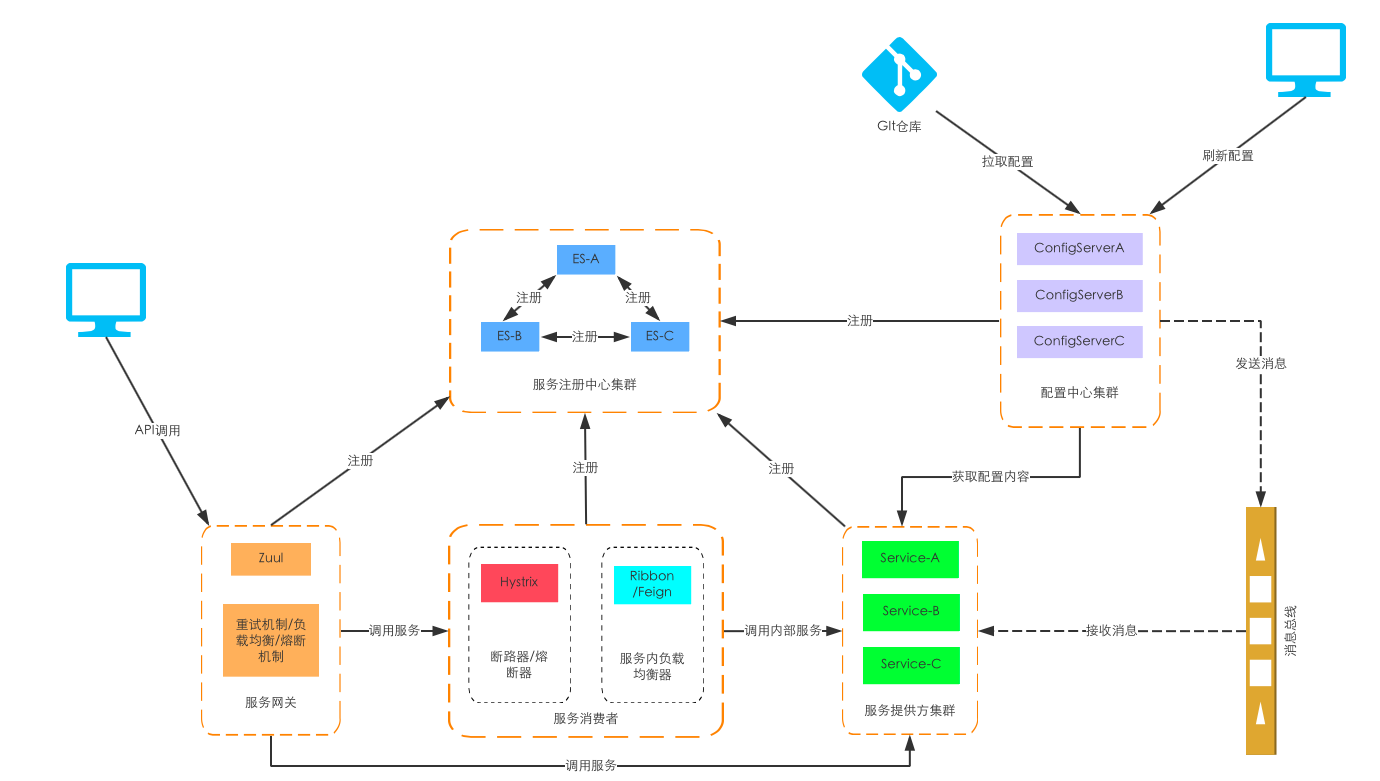 GIt仓库
拉取配置
刷新配置
ConfigServerA
ConfigServerB
ConfigServerC
配置中心集群
ES-A
注册
注册
ES-B
注册
ES-C
服务注册中心集群
注册
发送消息
API调用
注册
注册
注册
获取配置内容
Zuul
重试机制/负
载均衡/熔断
机制
服务网关
调用服务
Hystrix
断路器/熔
断器
Ribbon
/Feign
服务内负载
均衡器
服务消费者
调用内部服务
Service-A
Service-B
Service-C
服务提供方集群
接收消息
消息总线
调用服务